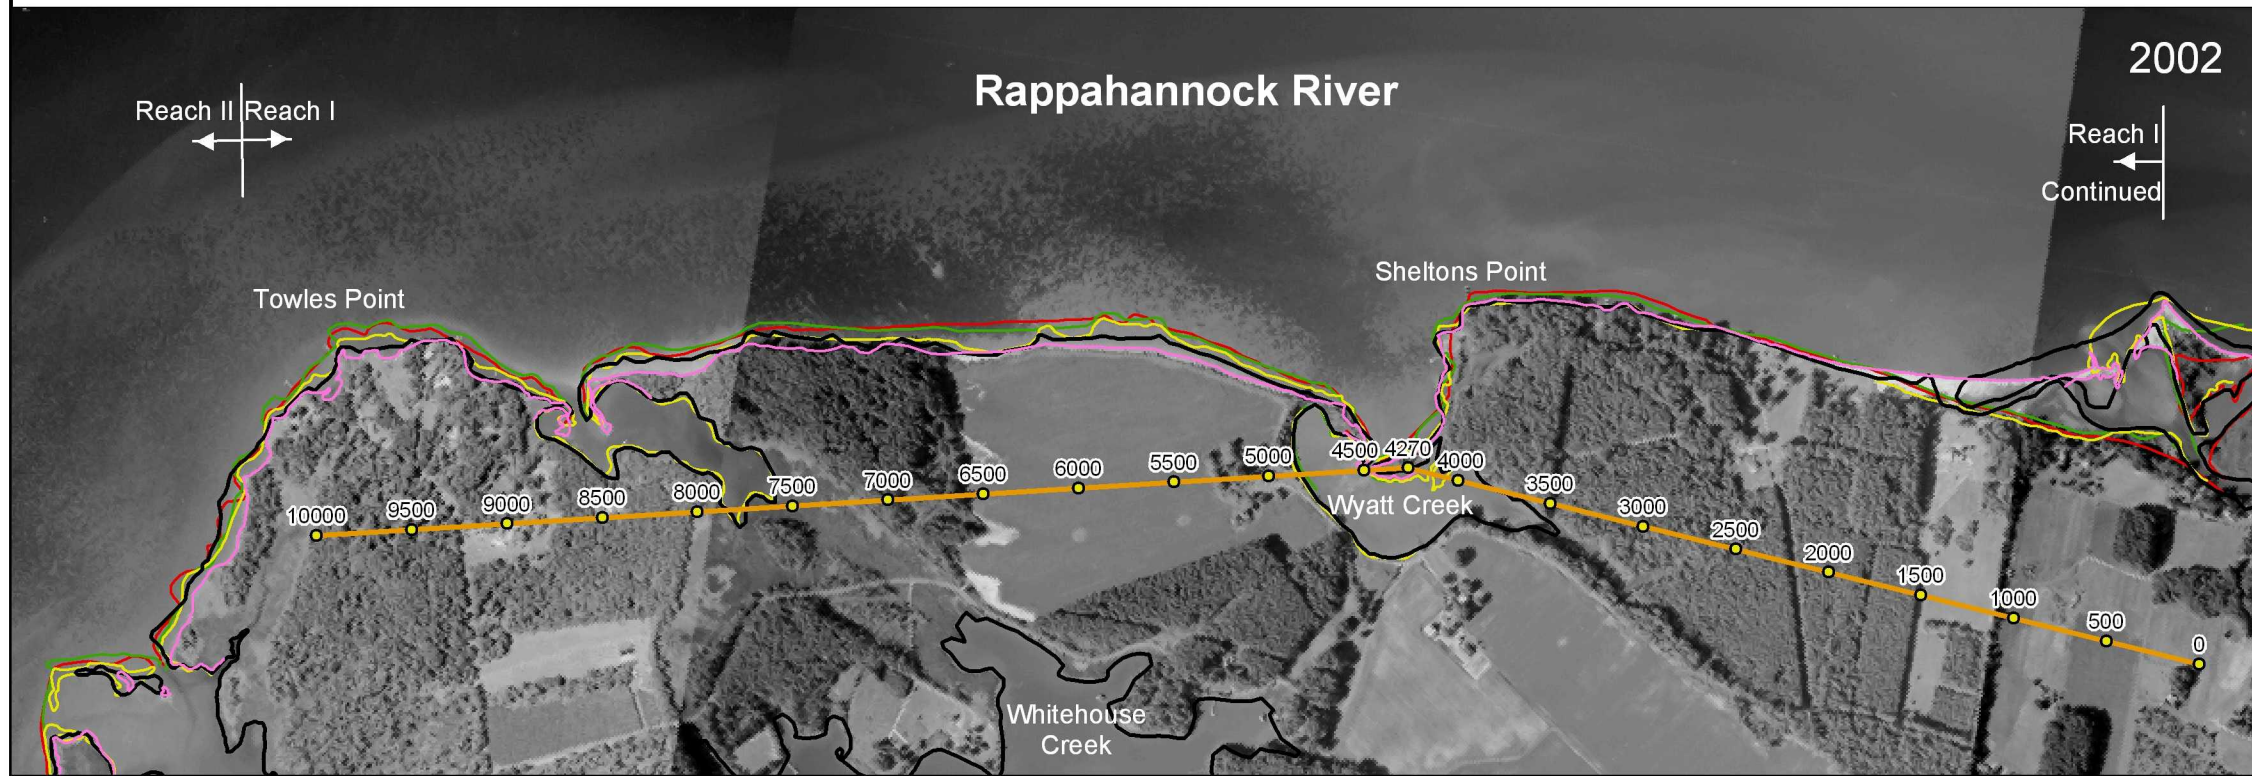 2002
Rappahannock River
Reach II Reach I
Reach I
Continued
Sheltons Point
Towles Point
10000
9500
9000
8500
8000
7500
7000
6500
6000
5500
5000
4500
4270
4000
3500
3000
2500
2000
1500
1000
500
0
Wyatt Creek
Whitehouse
Creek